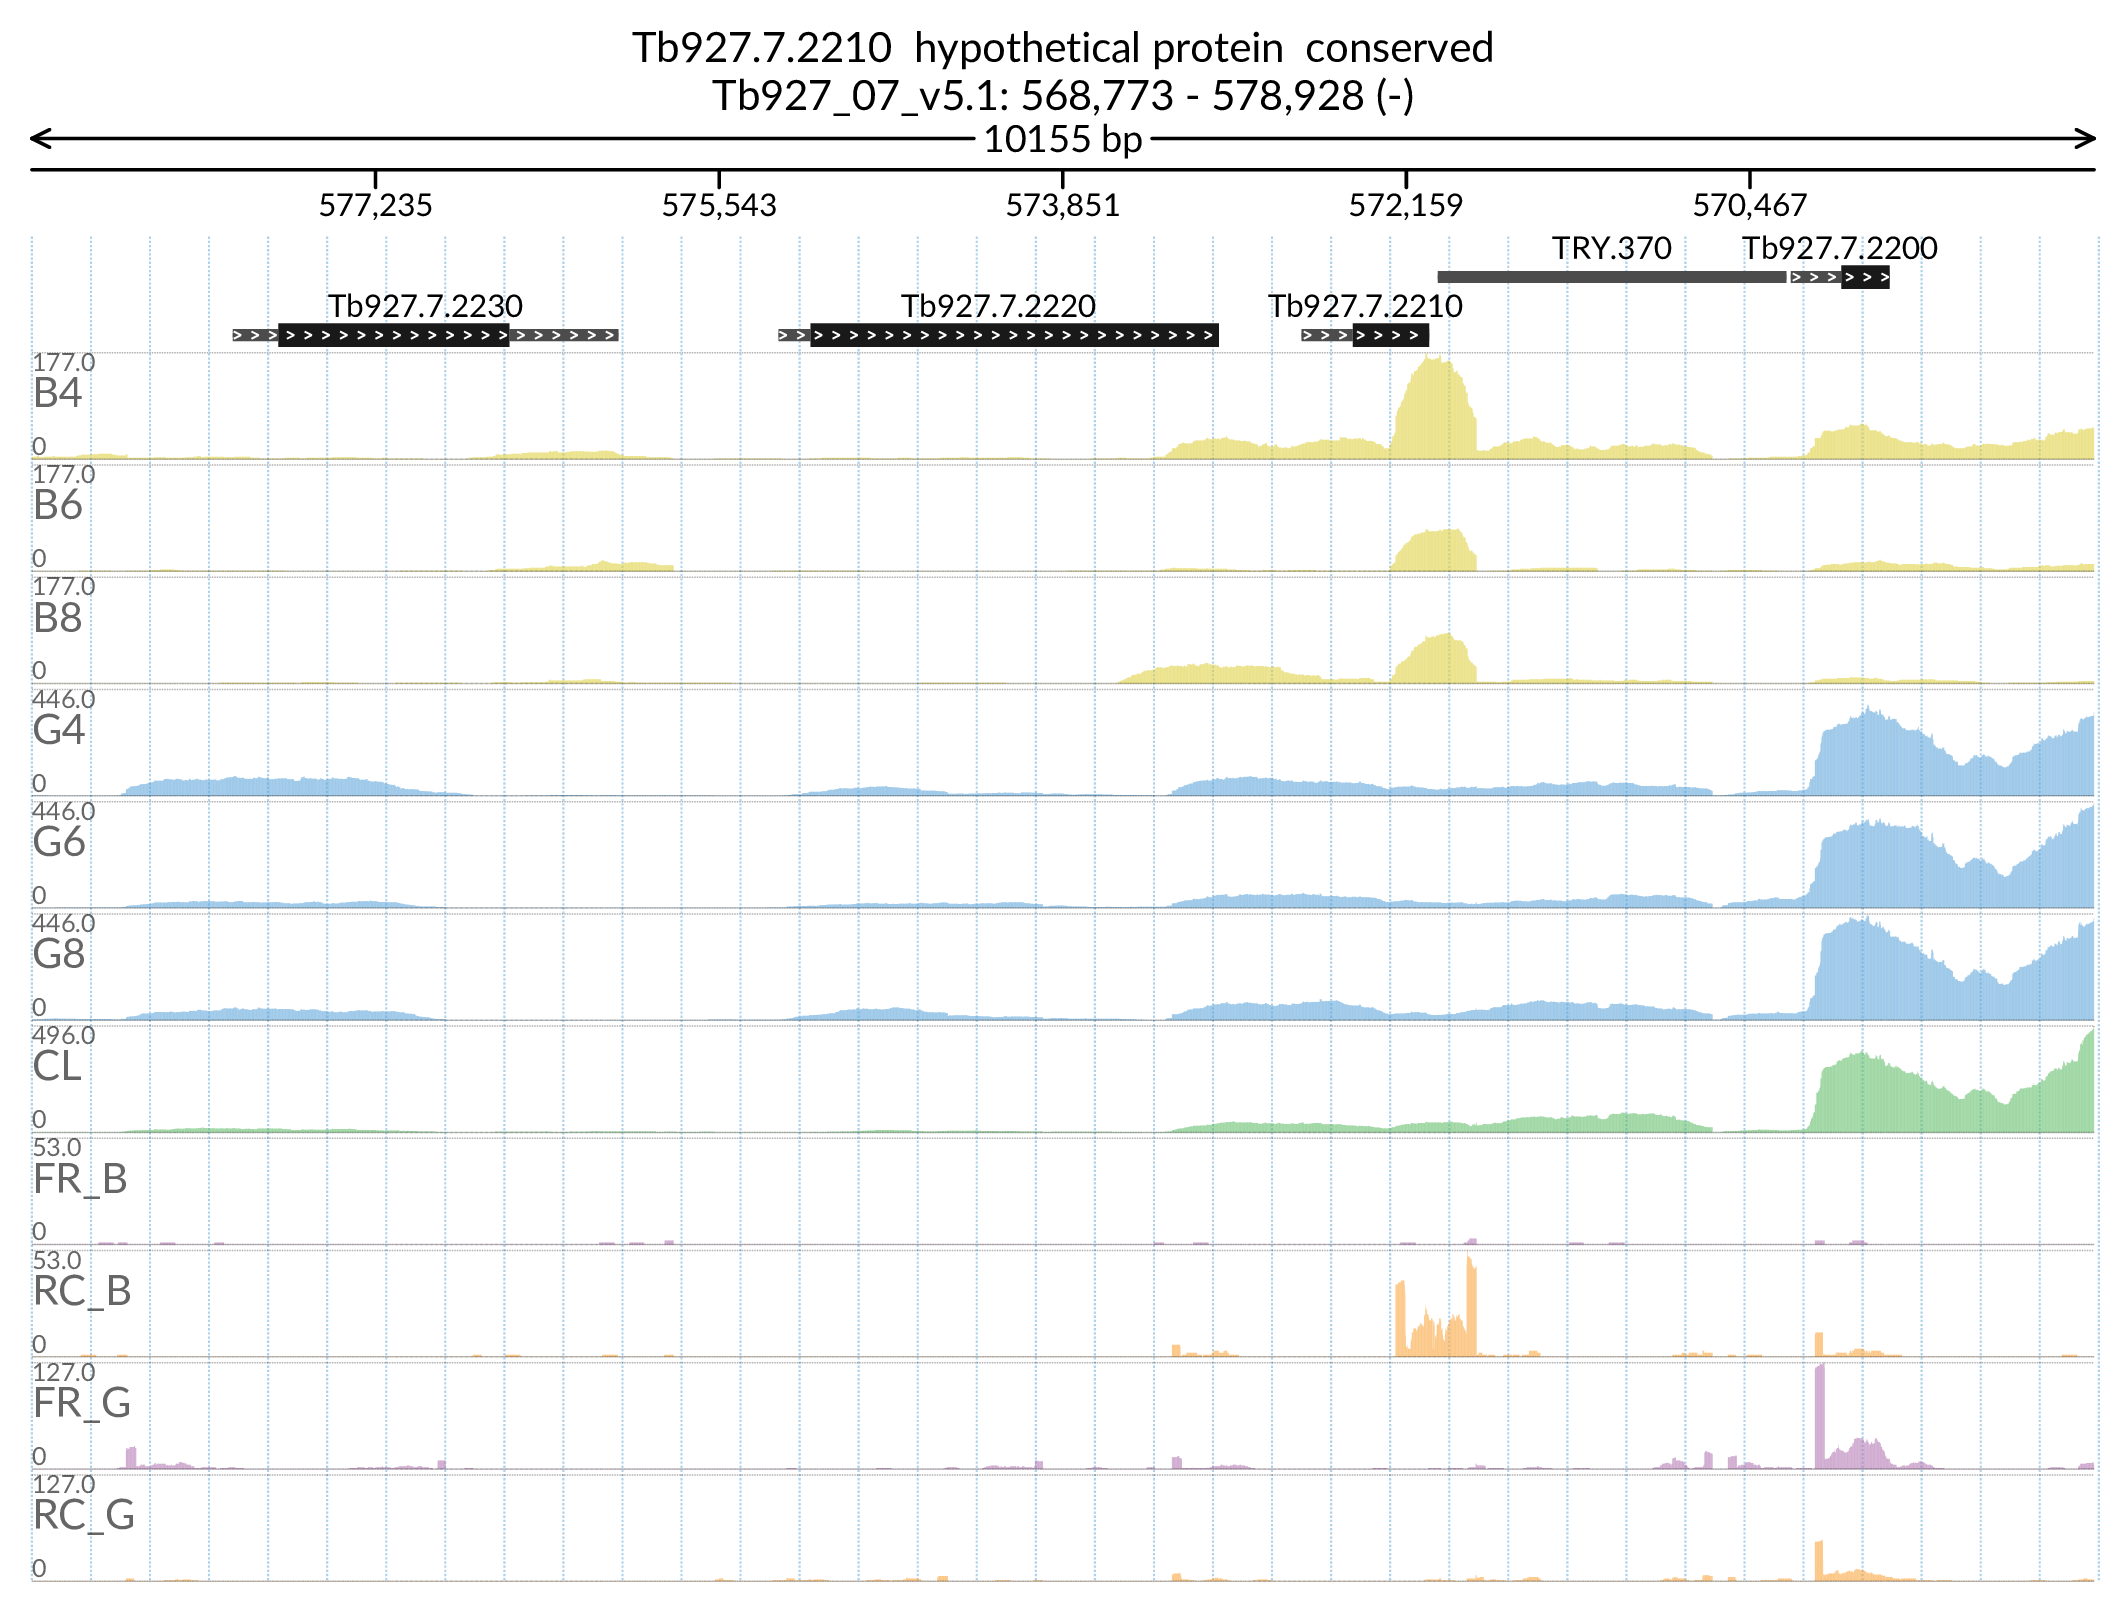 Tb927.7.2210  hypothetical protein  conserved
Tb927_07_v5.1: 568,773 - 578,928 (-)
10155 bp
577,235 575,543 573,851 572,159 570,467
TRY.370 Tb927.7.2200
Tb927.7.2230 Tb927.7.2220 Tb927.7.2210
177.0
B4
0
177.0
B6
0
177.0
B8
0
446.0
G4
0
446.0
G6
0
446.0
G8
0
496.0
CL
0
53.0
FR_B
0
53.0
RC_B
0
127.0
FR_G
0
127.0
RC_G
0